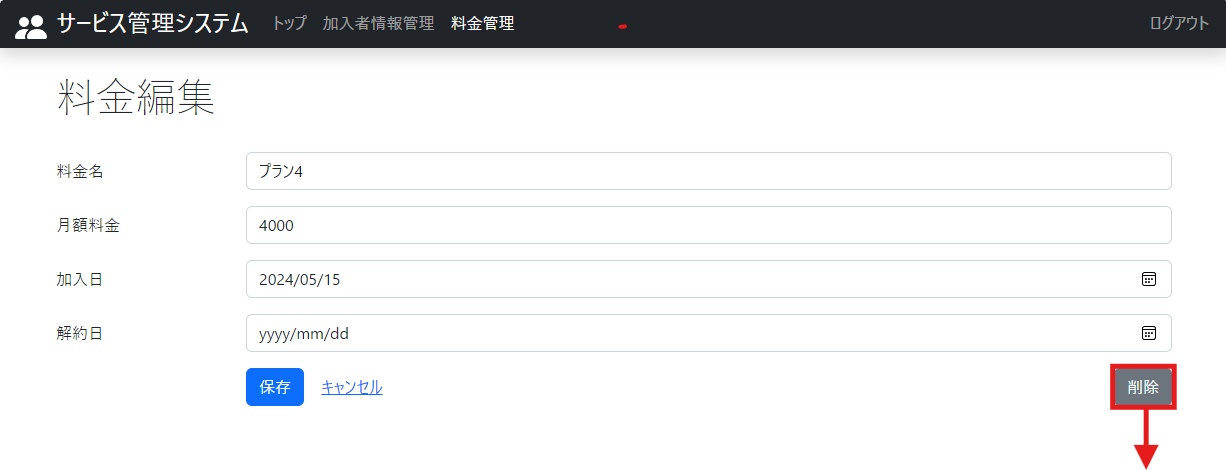 サービス管理システム トップ 加入者情報管理 料金管理 ログアウト
料金編集
料金名 プラン4
月額料金 4000
加入日 2024/05/15
解約日 yyyy/mm/dd
保存 キャンセル 削除